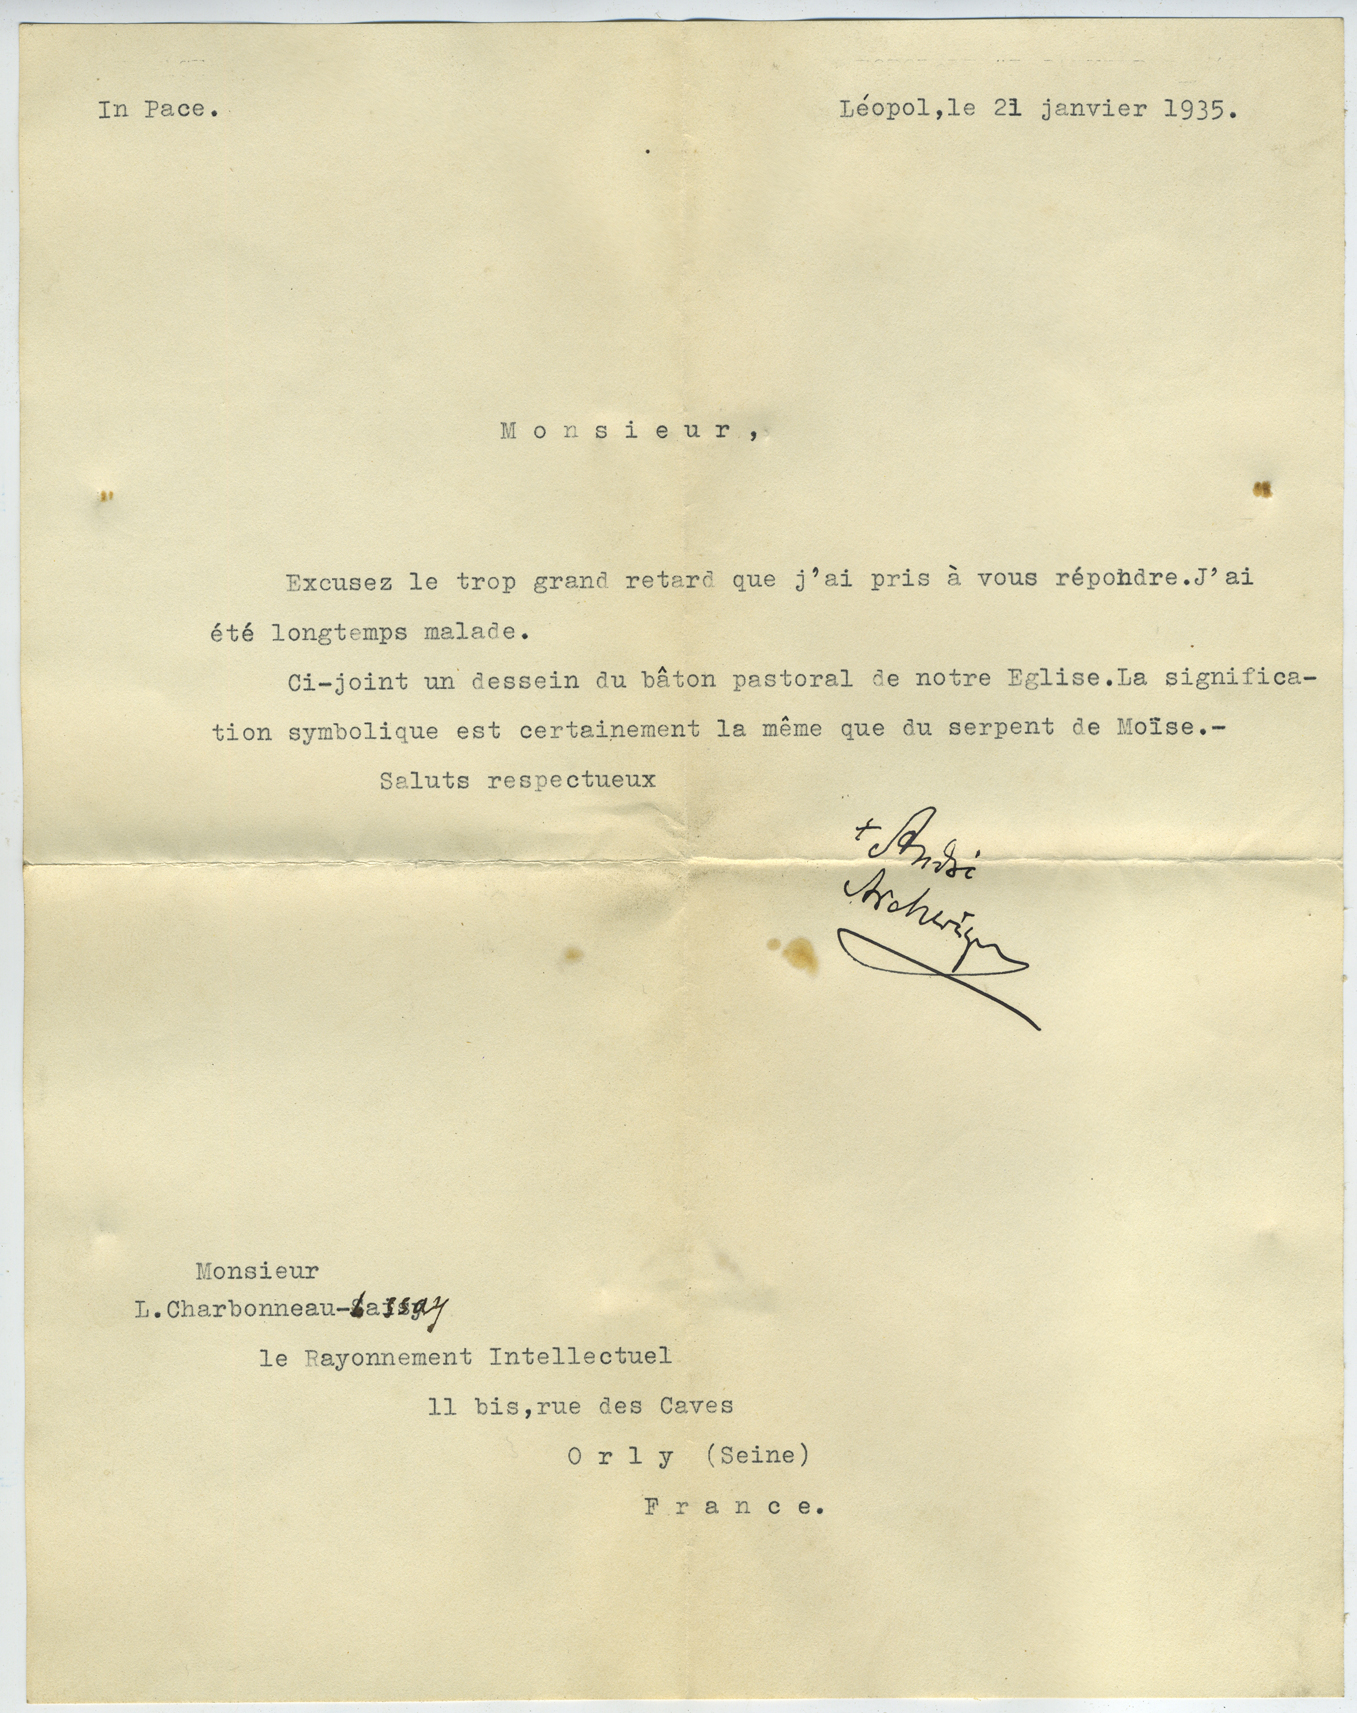 In Pace.
Léopol,le 21 janvier 1935.
Monsieur,
Excusez le trop grand retard que j'ai pris à vous répondre.J'ai
été longtemps malade.
Ci-joint un dessein du bâton pastoral de notre Eglise.La significa-
tion symbolique est certainement la même que du serpent de Moïse.-
Saluts respectueux
+ André
Archevêque
Monsieur
L.Charbonneau-Lassay
le Rayonnement Intellectuel
11 bis,rue des Caves
Orly (Seine)
France.